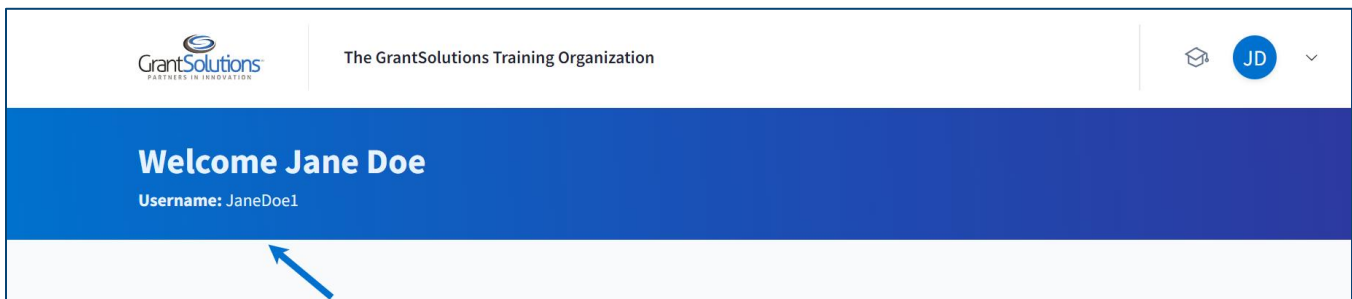 GrantSolutions
PARTNERS IN INNOVATION
The GrantSolutions Training Organization
JD
Welcome Jane Doe
Username: JaneDoe1